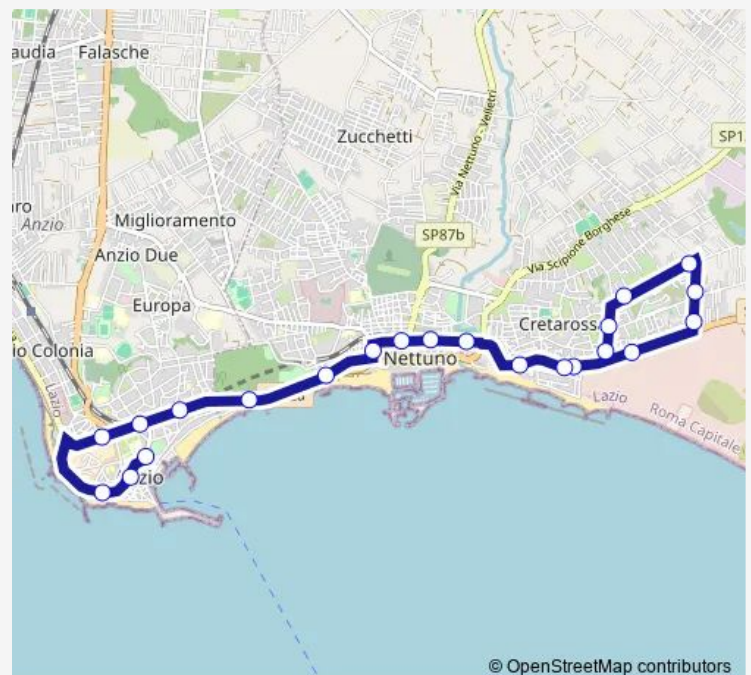 audia
Falasche
Zucchetti
SP1
Via Nettuno - Velletri
ro
Anzio
Miglioramento
SP87b
Via Scipione Borghese
Anzio Due
Europa
Cretaross
io Colonia
Nettuno
Lazio
Lazio
Roma Capitale
zio
© OpenStreetMap contributors